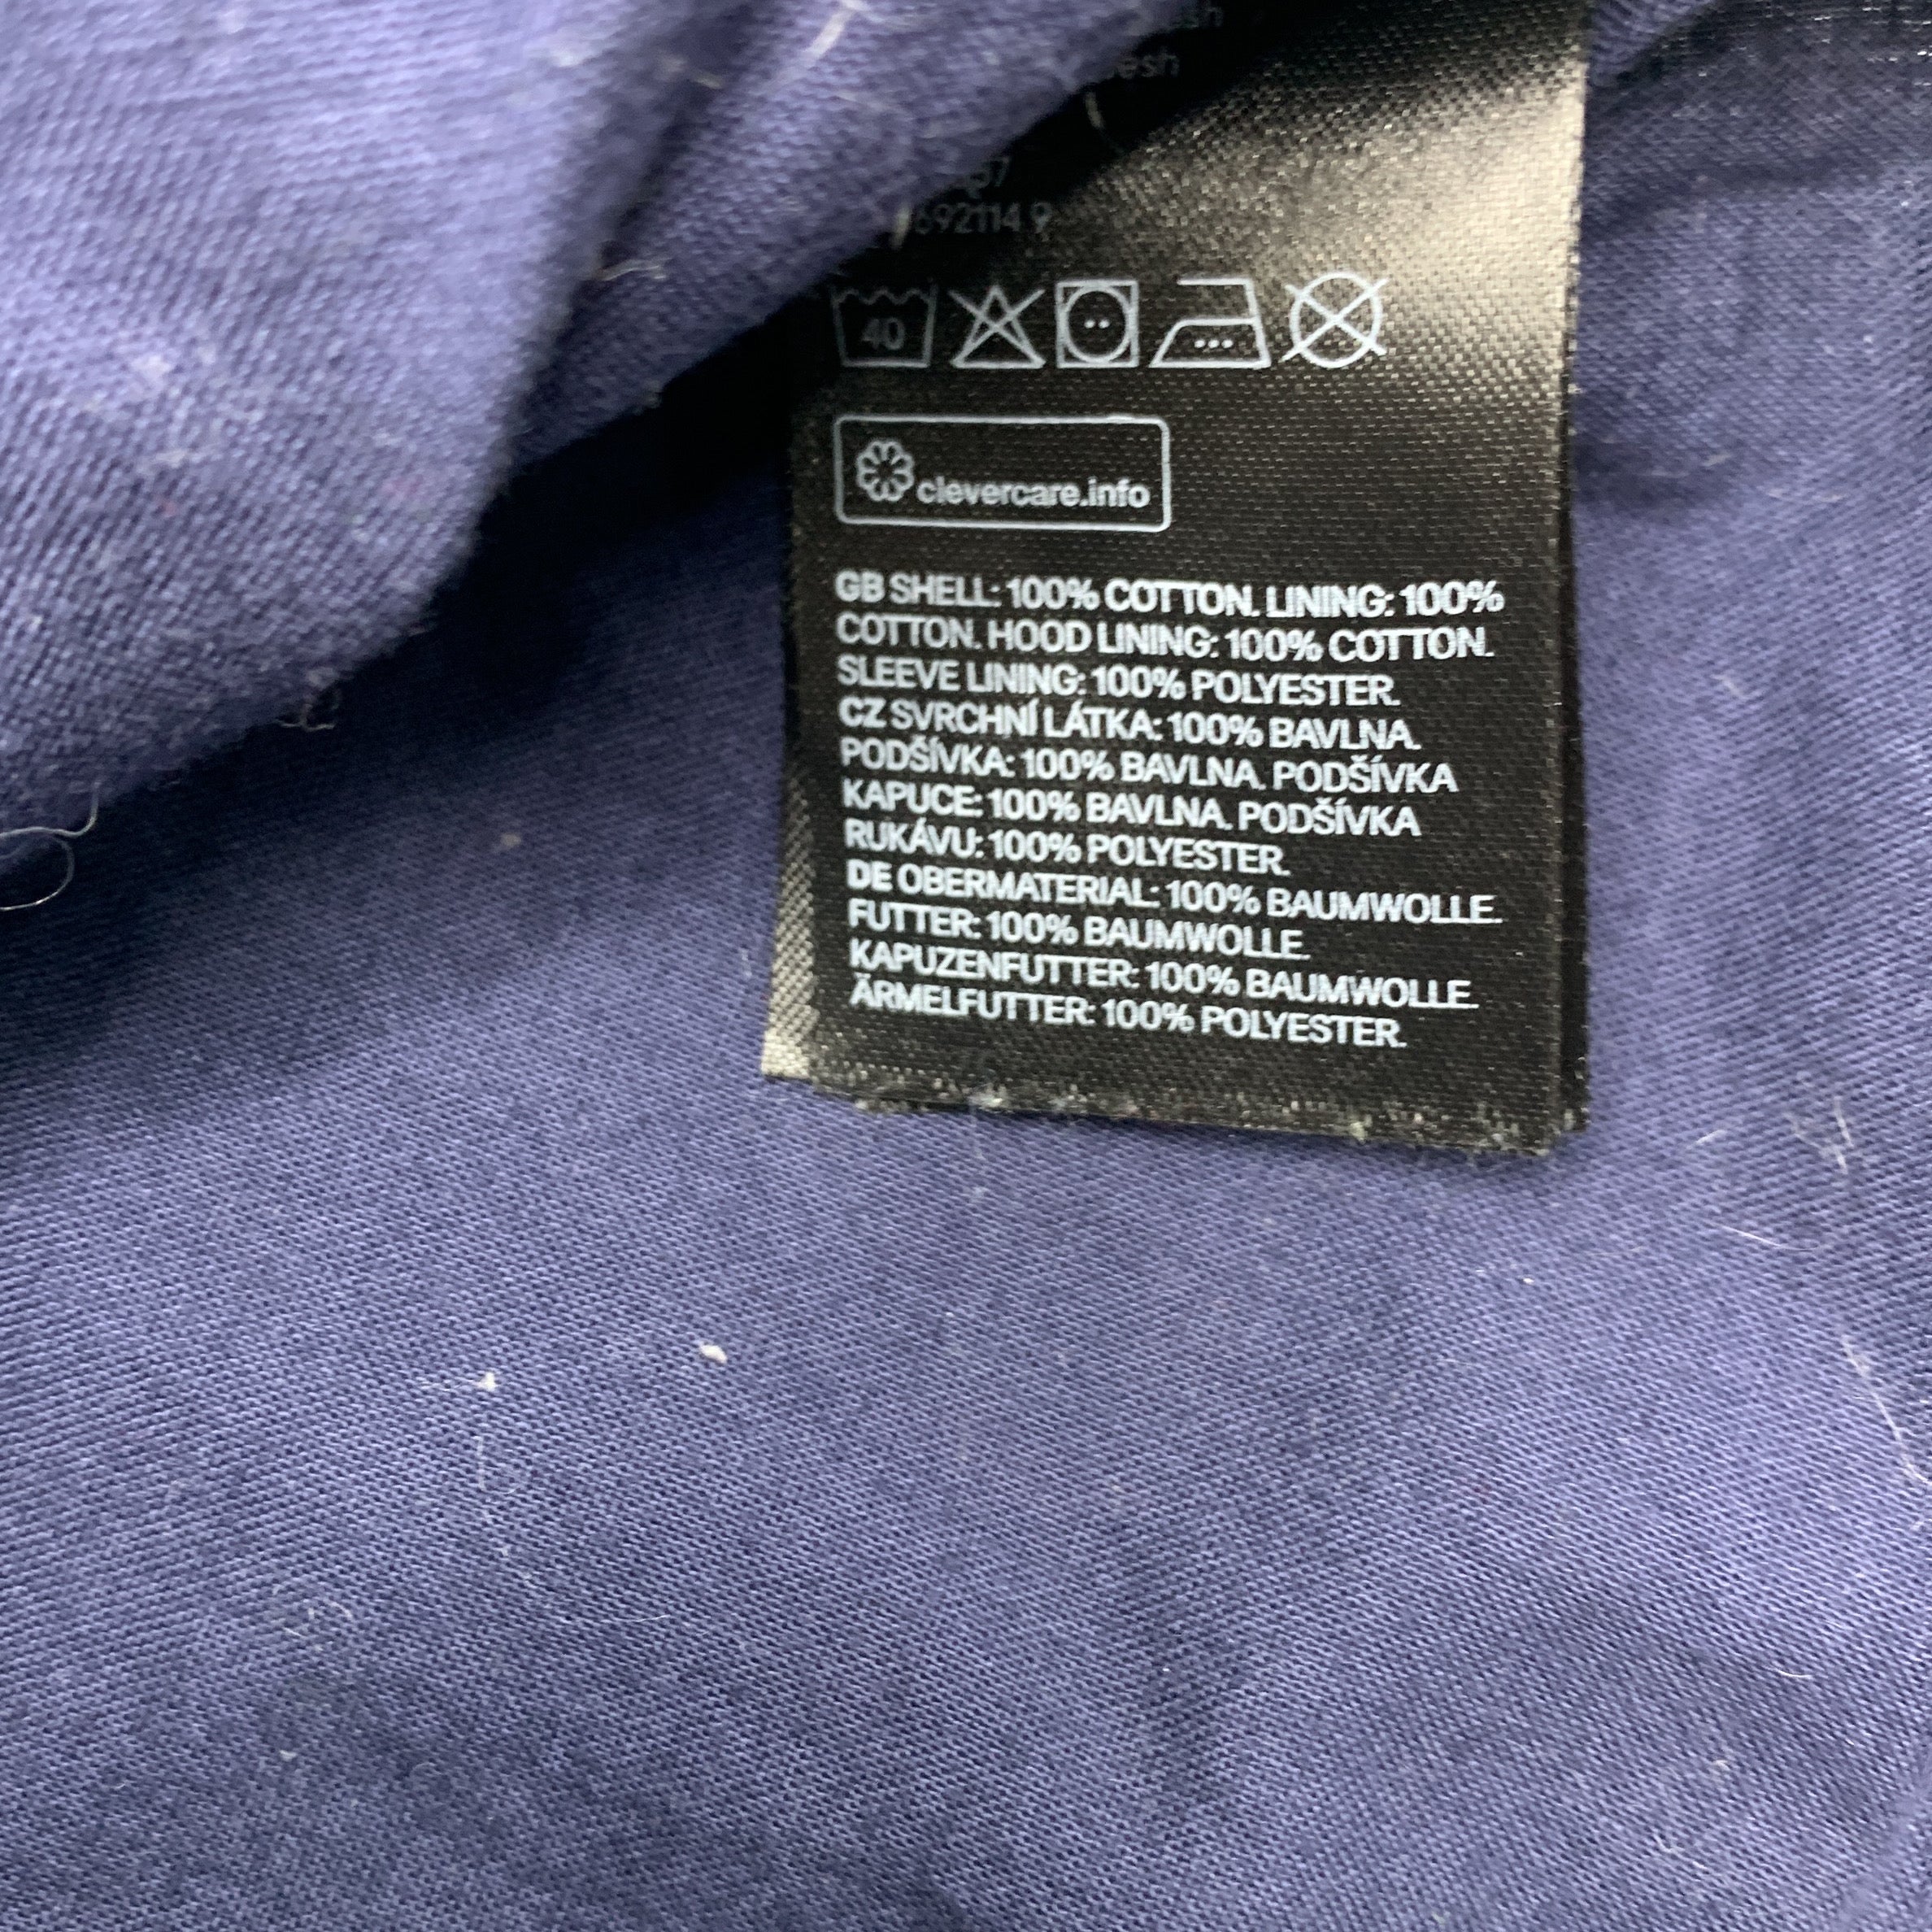 40
clevercare.info
GB SHELL: 100% COTTON. LINING: 100%
COTTON. HOOD LINING: 100% COTTON.
SLEEVE LINING: 100% POLYESTER.
CZ SVRCHNÍ LÁTKA: 100% BAVLNA.
PODŠÍVKA: 100% BAVLNA. PODŠÍVKA
KAPUCE: 100% BAVLNA. PODŠÍVKA
RUKÁVU: 100% POLYESTER.
DE OBERMATERIAL: 100% BAUMWOLLE.
FUTTER: 100% BAUMWOLLE.
KAPUZENFUTTER: 100% BAUMWOLLE.
ÄRMELFUTTER: 100% POLYESTER.